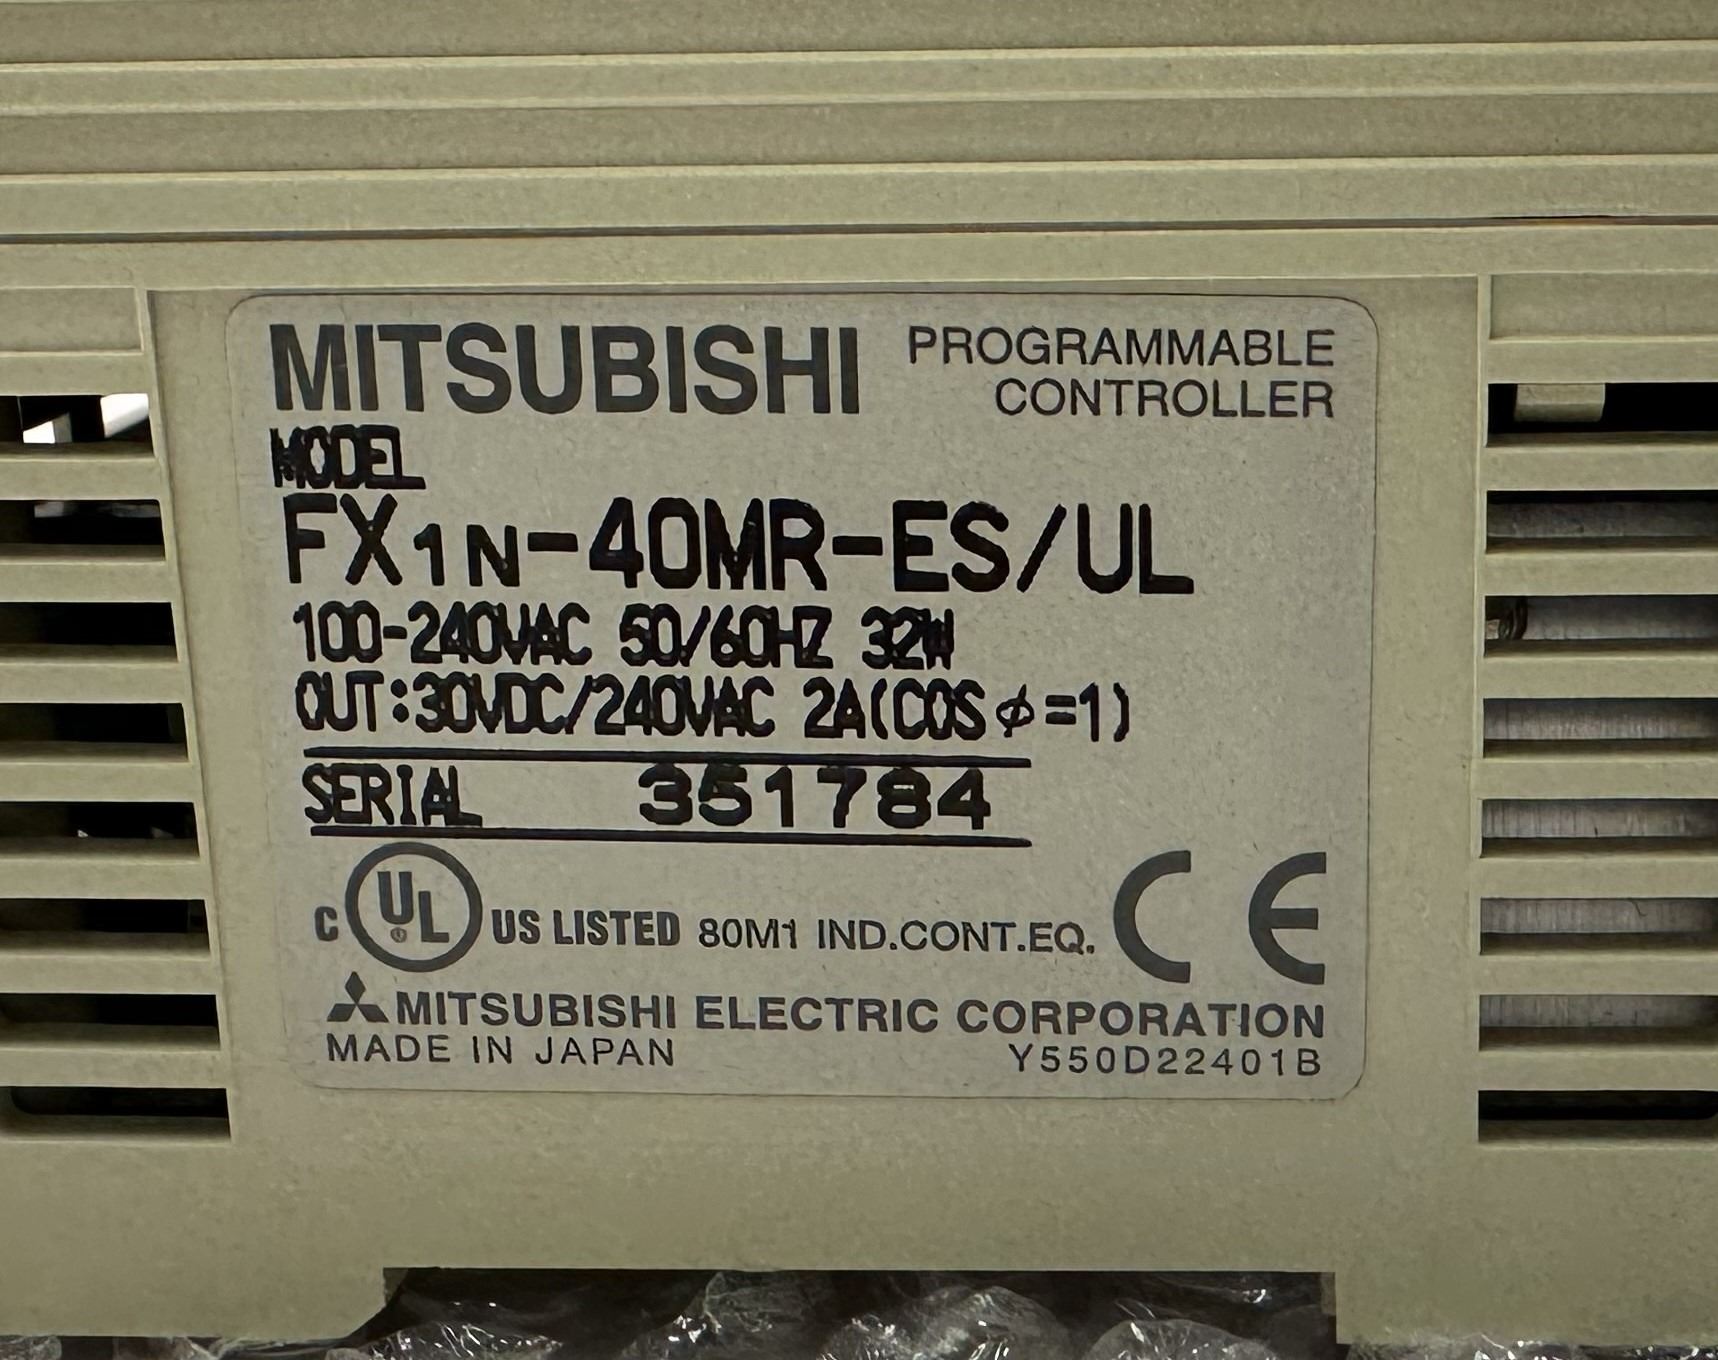 MITSUBISHI PROGRAMMABLE
CONTROLLER
MODEL
FX1N-40MR-ES/UL
100-240VAC 50/60HZ 32W
OUT:30VDC/240VAC 2A(COSφ=1)
SERIAL 351784
C UL US LISTED 80M1 IND.CONT.EQ. CE
MITSUBISHI ELECTRIC CORPORATION
MADE IN JAPAN Y550D22401B